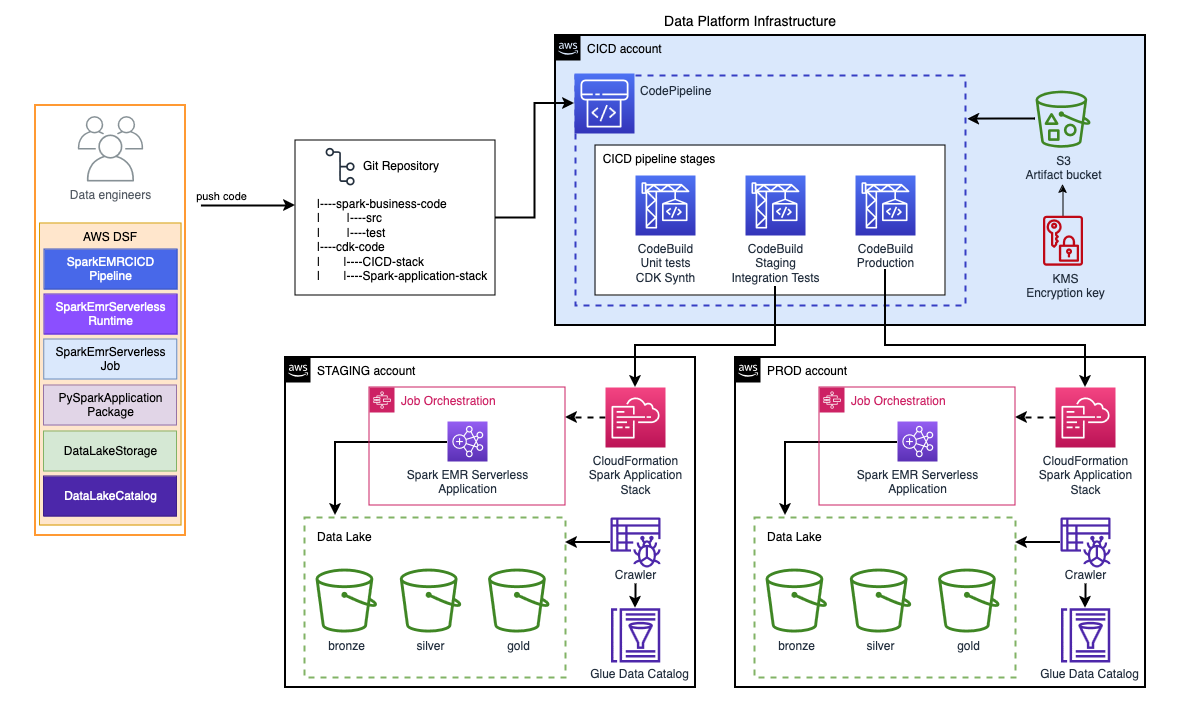 Data Platform Infrastructure
aws
CICD account
CodePipeline
CICD pipeline stages
CodeBuild
Unit tests
CDK Synth
CodeBuild
Staging
Integration Tests
CodeBuild
Production
S3
Artifact bucket
KMS
Encryption key
Data engineers
AWS DSF
SparkEMRCICD
Pipeline
SparkEmrServerless
Runtime
SparkEmrServerless
Job
PySparkApplication
Package
DataLakeStorage
DataLakeCatalog
push code
Git Repository
|----spark-business-code
|       |----src
|       |----test
|----cdk-code
|       |----CICD-stack
|       |----Spark-application-stack
aws
STAGING account
Job Orchestration
Spark EMR Serverless
Application
CloudFormation
Spark Application
Stack
Data Lake
bronze
silver
gold
Crawler
Glue Data Catalog
aws
PROD account
Job Orchestration
Spark EMR Serverless
Application
CloudFormation
Spark Application
Stack
Data Lake
bronze
silver
gold
Crawler
Glue Data Catalog